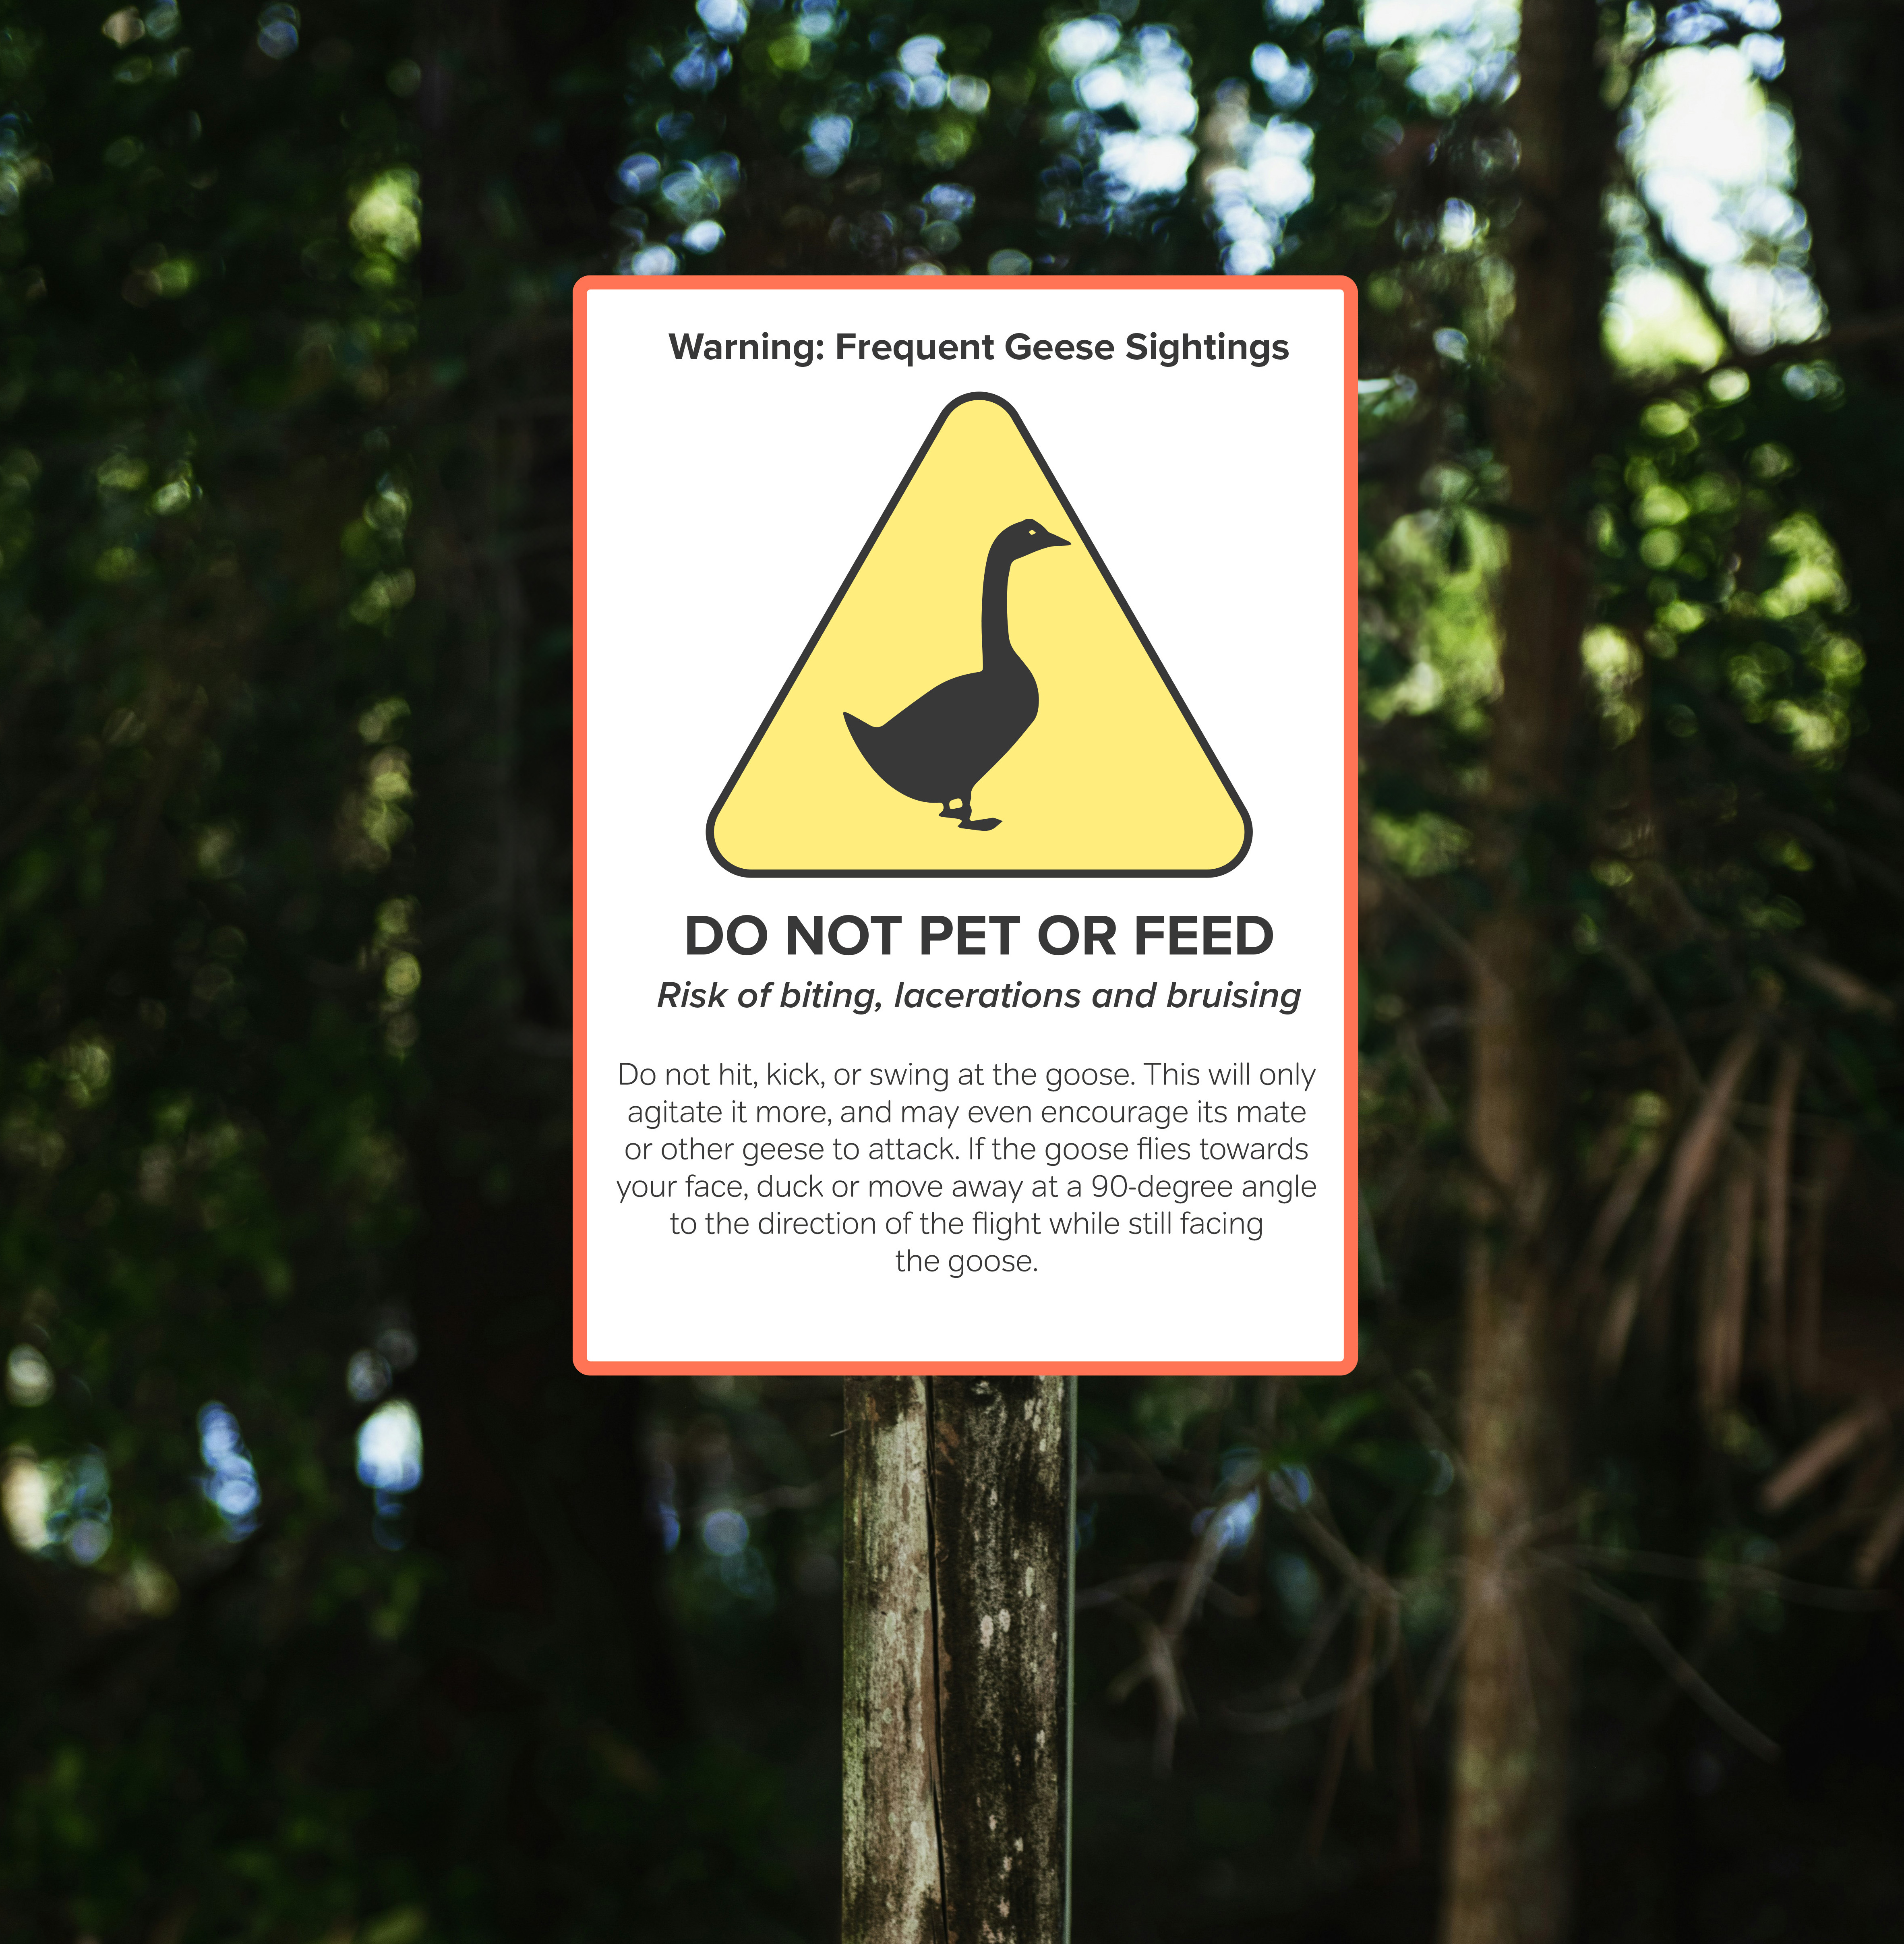 Warning: Frequent Geese Sightings
DO NOT PET OR FEED
Risk of biting, lacerations and bruising
Do not hit, kick, or swing at the goose. This will only
agitate it more, and may even encourage its mate
or other geese to attack. If the goose flies towards
your face, duck or move away at a 90-degree angle
to the direction of the flight while still facing
the goose.